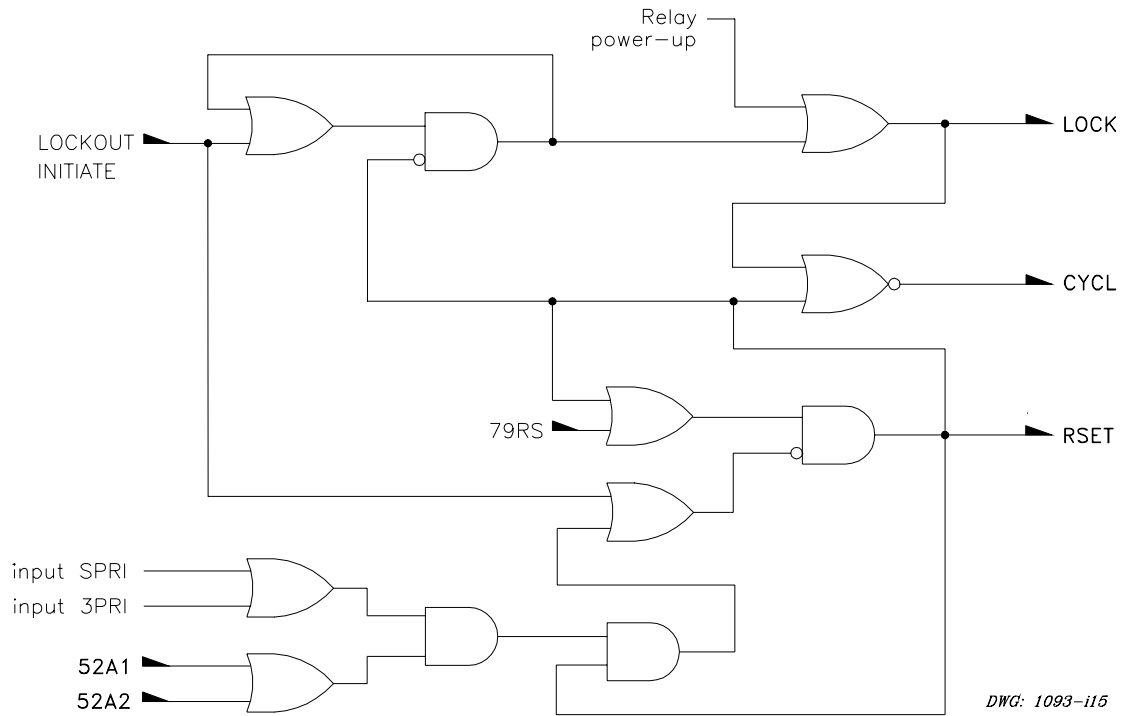 Relay
power-up
LOCKOUT
INITIATE
LOCK
CYCL
79RS
RSET
input SPRI
input 3PRI
52A1
52A2
DWG: 1093-i15